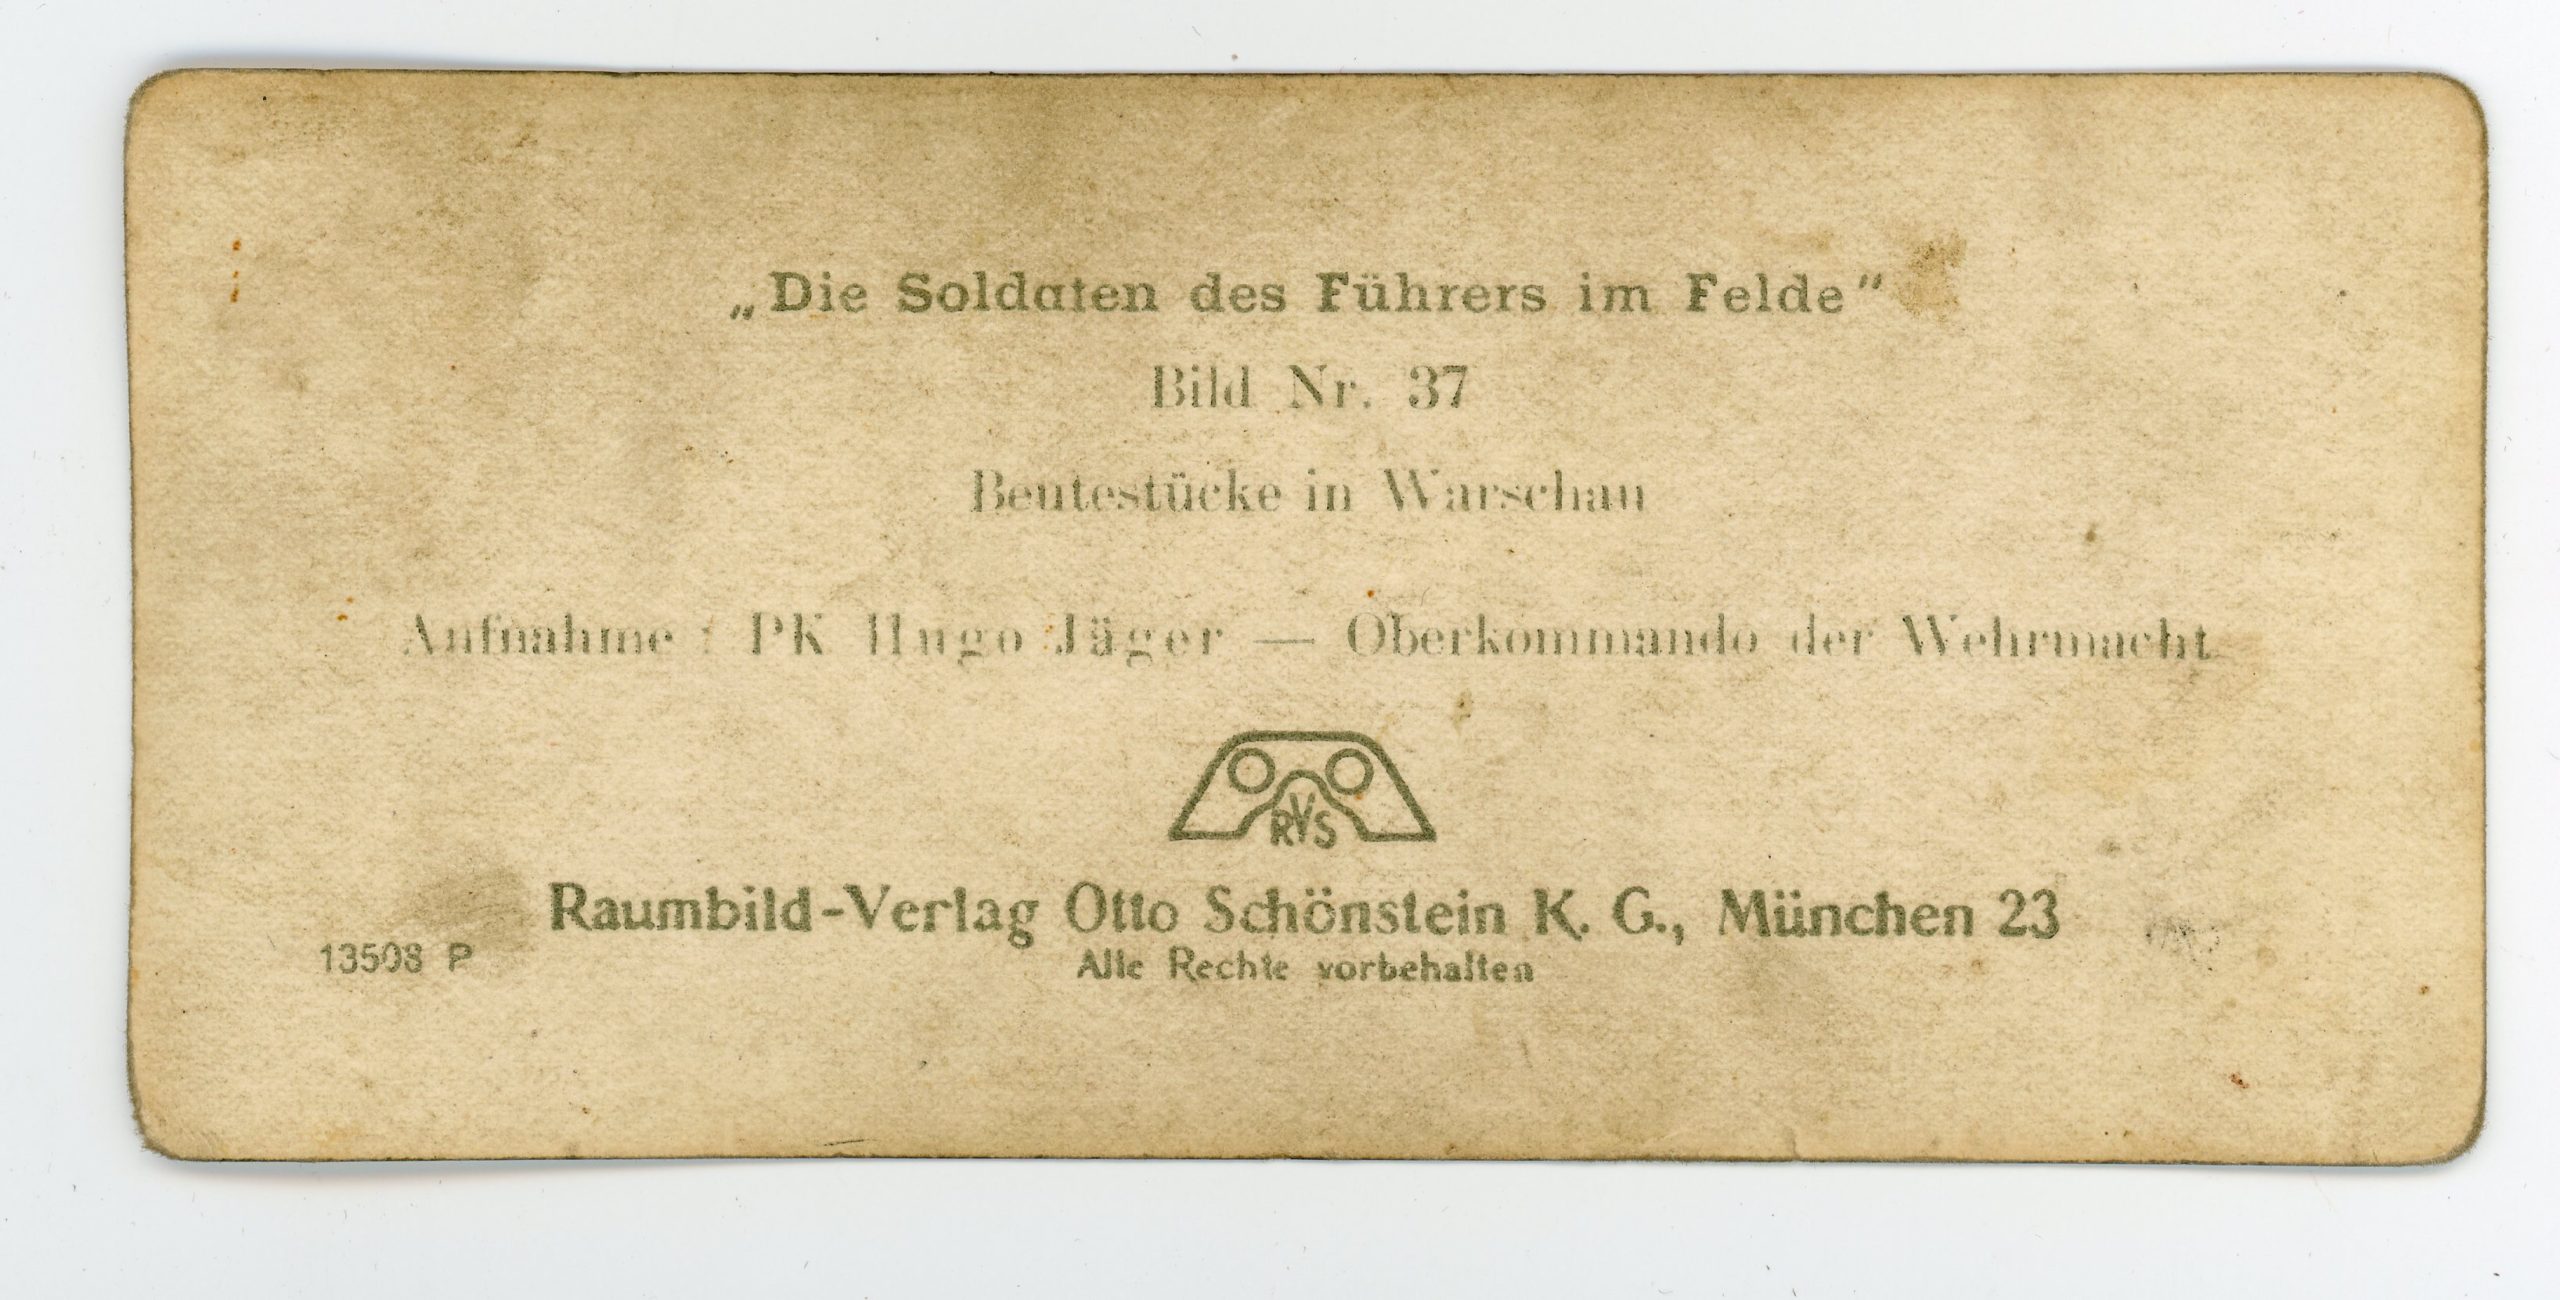 „Die Soldaten des Führers im Felde"
Bild Nr. 37
Beutestücke in Warschau
Aufnahme: PK Hugo Jäger — Oberkommando der Wehrmacht
RVS
Raumbild-Verlag Otto Schönstein K. G., München 23
13508 P
Alle Rechte vorbehalten